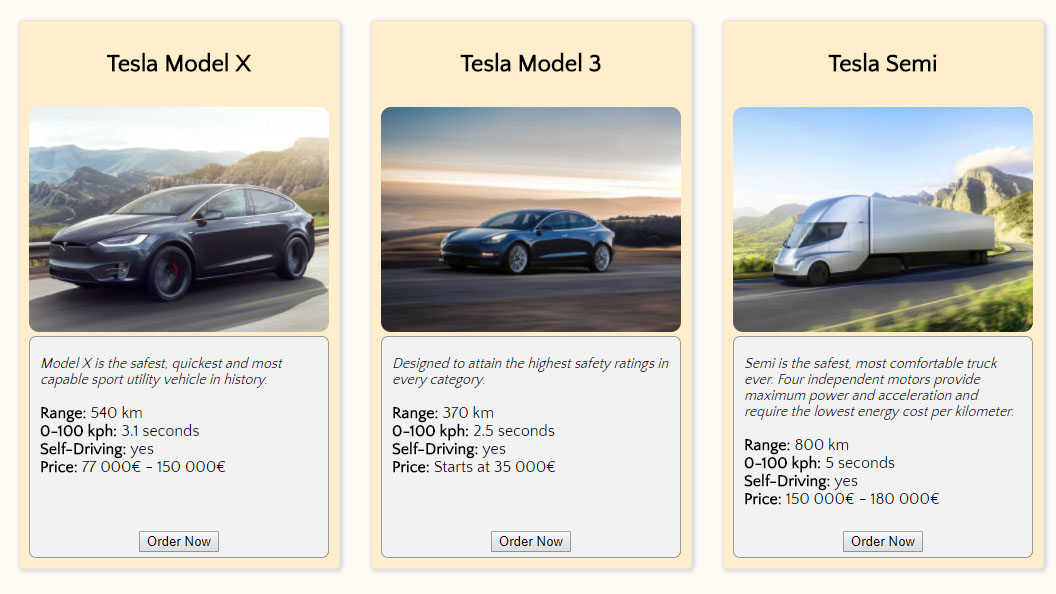 Tesla Model X
Model X is the safest, quickest and most
capable sport utility vehicle in history.
Range: 540 km
0-100 kph: 3.1 seconds
Self-Driving: yes
Price: 77 000€ - 150 000€
Order Now
Tesla Model 3
Designed to attain the highest safety ratings in
every category.
Range: 370 km
0-100 kph: 2.5 seconds
Self-Driving: yes
Price: Starts at 35 000€
Order Now
Tesla Semi
Semi is the safest, most comfortable truck
ever. Four independent motors provide
maximum power and acceleration and
require the lowest energy cost per kilometer.
Range: 800 km
0-100 kph: 5 seconds
Self-Driving: yes
Price: 150 000€ - 180 000€
Order Now